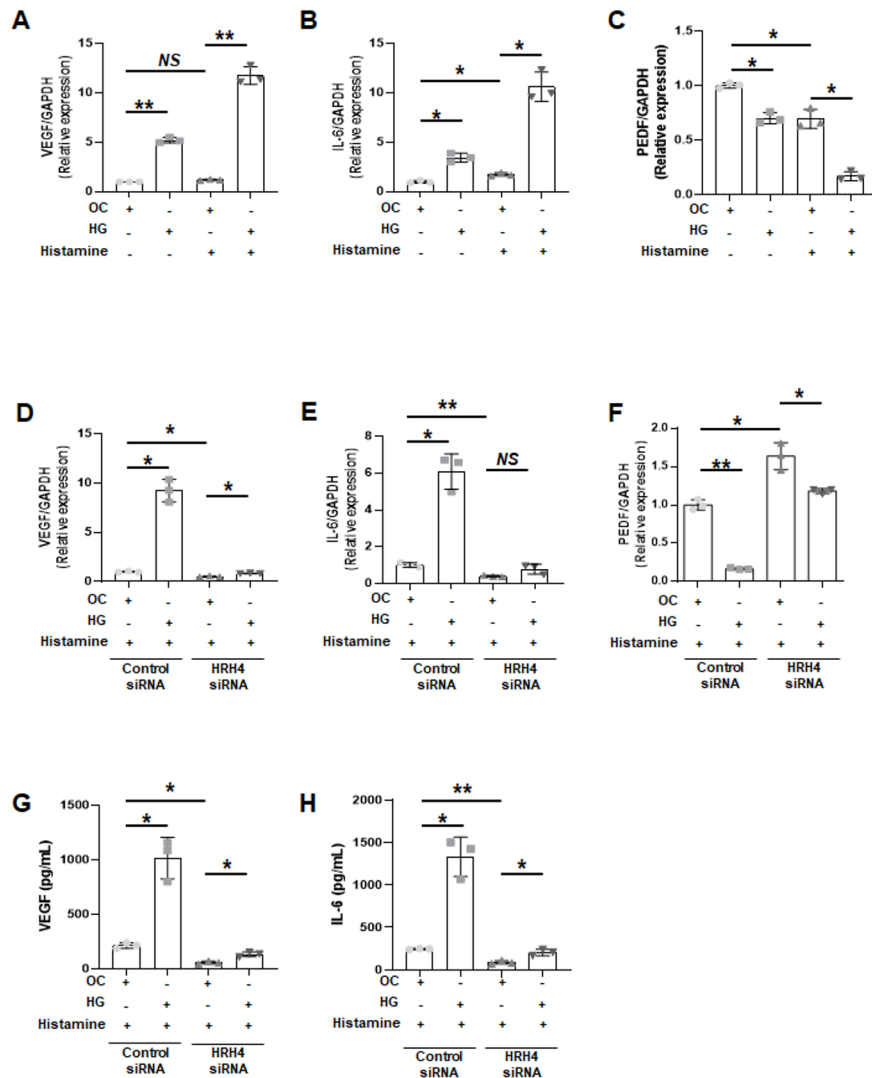 A
VEGF/GAPDH
(Relative expression)
15
10
5
0
NS
**
**
OC + - + -
HG - + - +
Histamine - - + +
B
IL-6/GAPDH
(Relative expression)
15
10
5
0
*
*
*
+ - + -
- + - +
- - + +
C
PEDF/GAPDH
(Relative expression)
1.5
1.0
0.5
0.0
*
*
*
OC + - + -
HG - + - +
Histamine - - + +
D
VEGF/GAPDH
(Relative expression)
15
10
5
0
*
*
*
OC + - + -
HG - + - +
Histamine + + + +
Control
siRNA
HRH4
siRNA
E
IL-6/GAPDH
(Relative expression)
8
6
4
2
0
**
*
NS
OC + - + -
HG - + - +
Histamine + + + +
Control
siRNA
HRH4
siRNA
F
PEDF/GAPDH
(Relative expression)
2.0
1.5
1.0
0.5
0.0
*
*
**
OC + - + -
HG - + - +
Histamine + + + +
Control
siRNA
HRH4
siRNA
G
VEGF (pg/mL)
1500
1000
500
0
*
*
*
OC + - + -
HG - + - +
Histamine + + + +
Control
siRNA
HRH4
siRNA
H
IL-6 (pg/mL)
2000
1500
1000
500
0
**
*
*
OC + - + -
HG - + - +
Histamine + + + +
Control
siRNA
HRH4
siRNA